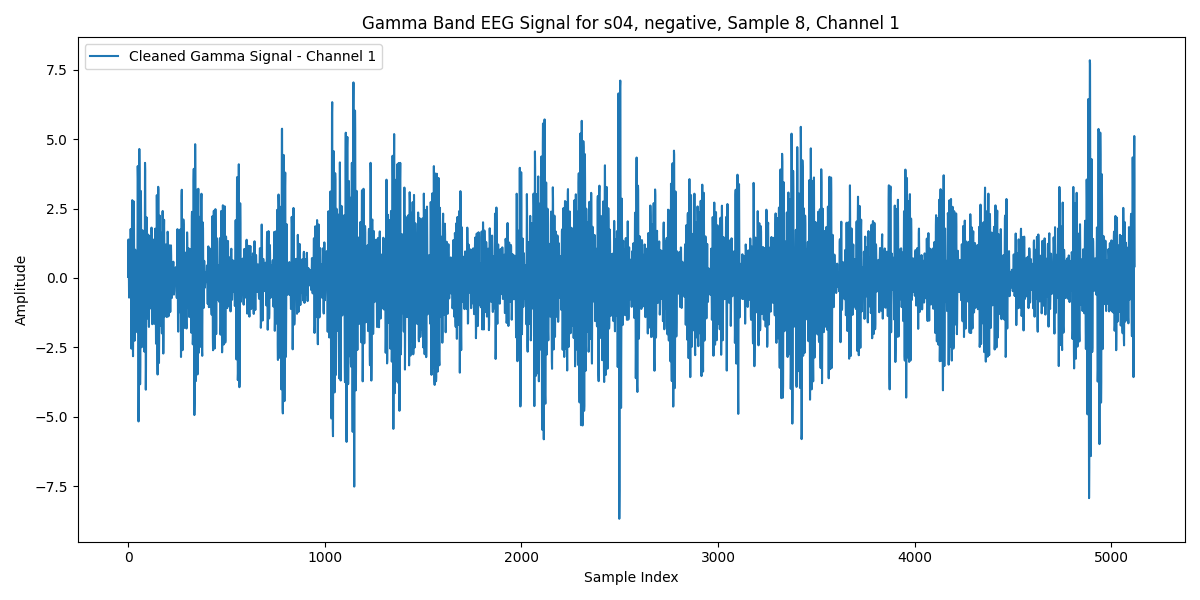 Gamma Band EEG Signal for s04, negative, Sample 8, Channel 1
Cleaned Gamma Signal - Channel 1
7.5
5.0
2.5
0.0
−2.5
−5.0
−7.5
Amplitude
0 1000 2000 3000 4000 5000
Sample Index